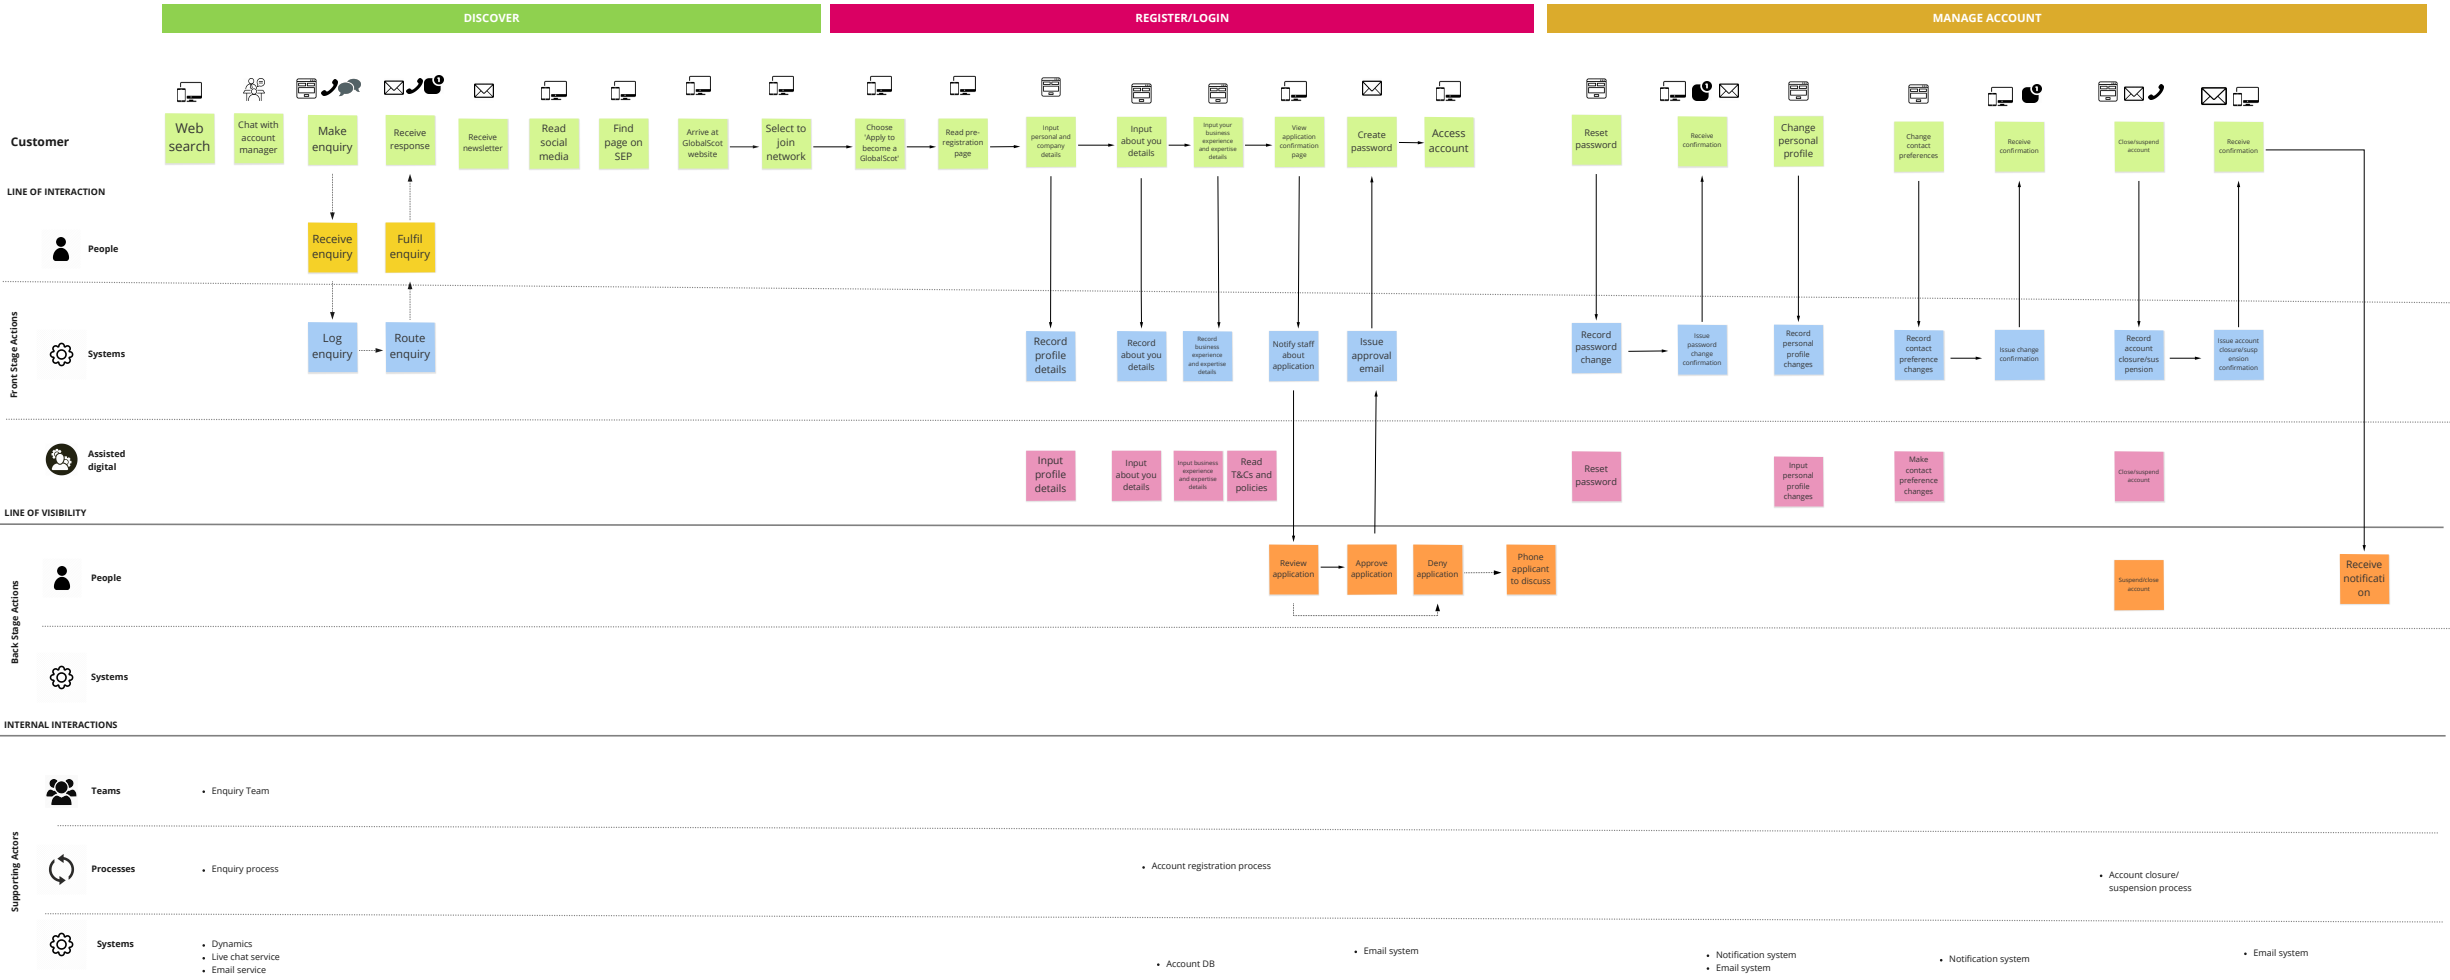 DISCOVER
REGISTER/LOGIN
MANAGE ACCOUNT
1
1
1
Customer
Web
search
Chat with
account
manager
Make
enquiry
Receive
response
Receive
newsletter
Read
social
media
Find
page on
SEP
Arrive at
GlobalScot
website
Select to
join
network
Choose
'Apply to
become a
GlobalScot'
Read pre-
registration
page
Input
personal and
company
details
Input
about you
details
Input your
business
experience
and expertise
details
View
application
confirmation
page
Create
password
Access
account
Reset
password
Receive
confirmation
Change
personal
profile
Change
contact
preferences
Receive
confirmation
Close/suspend
account
Receive
confirmation
LINE OF INTERACTION
Front Stage Actions
People
Receive
enquiry
Fulfil
enquiry
Systems
Log
enquiry
Route
enquiry
Record
profile
details
Record
about you
details
Record
business
experience
and expertise
details
Notify staff
about
application
Issue
approval
email
Record
password
change
Issue
password
change
confirmation
Record
personal
profile
changes
Record
contact
preference
changes
Issue change
confirmation
Record
account
closure/sus
pension
Issue account
closure/susp
ension
confirmation
Assisted
digital
Input
profile
details
Input
about you
details
Input business
experience
and expertise
details
Read
T&Cs and
policies
Reset
password
Input
personal
profile
changes
Make
contact
preference
changes
Close/suspend
account
LINE OF VISIBILITY
Back Stage Actions
People
Review
application
Approve
application
Deny
application
Phone
applicant
to discuss
Suspend/close
account
Receive
notificati
on
Systems
INTERNAL INTERACTIONS
Supporting Actors
Teams
• Enquiry Team
Processes
• Enquiry process
• Account registration process
• Account closure/
suspension process
Systems
• Dynamics
• Live chat service
• Email service
• Account DB
• Email system
• Notification system
• Email system
• Notification system
• Email system